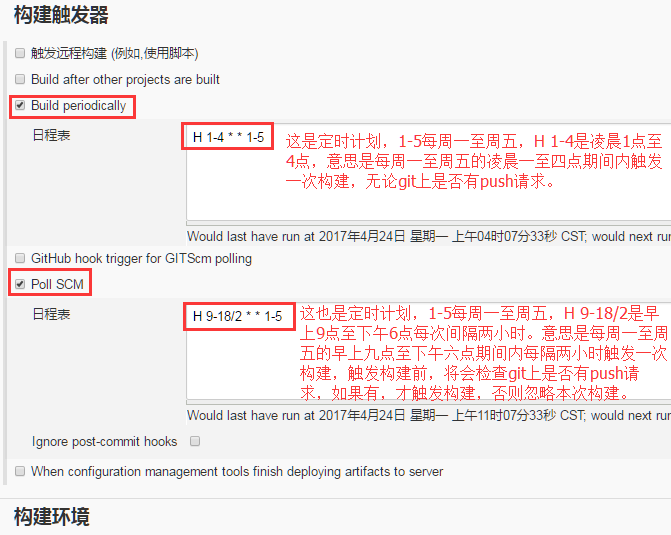 构建触发器
触发远程构建 (例如,使用脚本)
Build after other projects are built
Build periodically
日程表
H 1-4 * * 1-5
这是定时计划，1-5每周一至周五，H 1-4是凌晨1点至
4点，意思是每周一至周五的凌晨一至四点期间内触发
一次构建，无论git上是否有push请求。
Would last have run at 2017年4月24日 星期一 上午04时07分33秒 CST; would next run
GitHub hook trigger for GITScm polling
Poll SCM
日程表
H 9-18/2 * * 1-5
这也是定时计划，1-5每周一至周五，H 9-18/2是早
上9点至下午6点每次间隔两小时。意思是每周一至周
五的早上九点至下午六点期间内每隔两小时触发一次
构建，触发构建前，将会检查git上是否有push请
求，如果有，才触发构建，否则忽略本次构建。
Would last have run at 2017年4月24日 星期一 上午11时07分33秒 CST; would next run
Ignore post-commit hooks
When configuration management tools finish deploying artifacts to server
构建环境